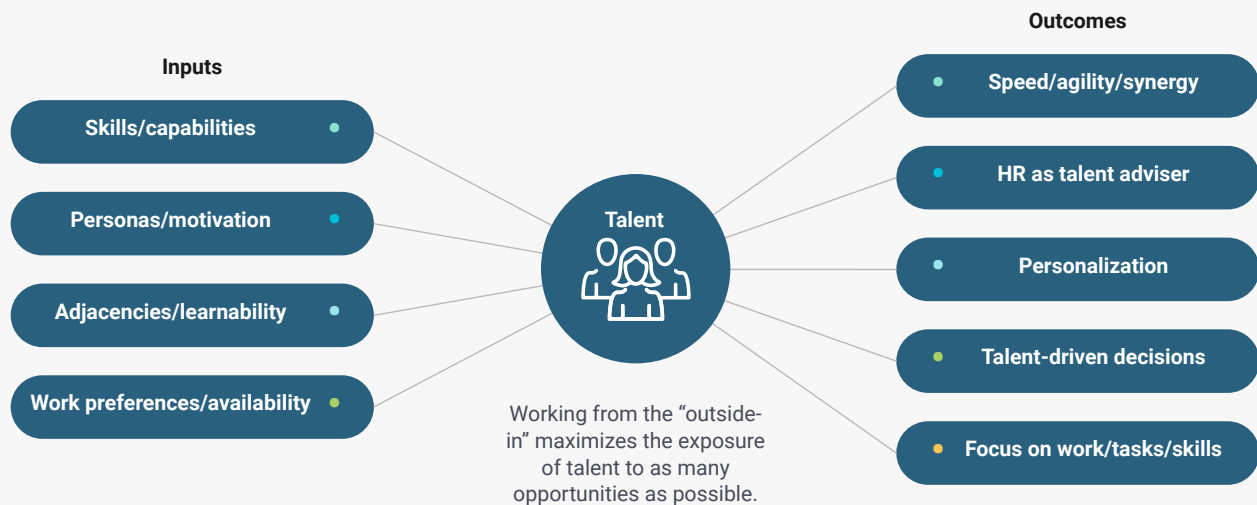 Inputs
Skills/capabilities
Personas/motivation
Adjacencies/learnability
Work preferences/availability
Talent
Working from the “outside-
in” maximizes the exposure
of talent to as many
opportunities as possible.
Outcomes
Speed/agility/synergy
HR as talent adviser
Personalization
Talent-driven decisions
Focus on work/tasks/skills